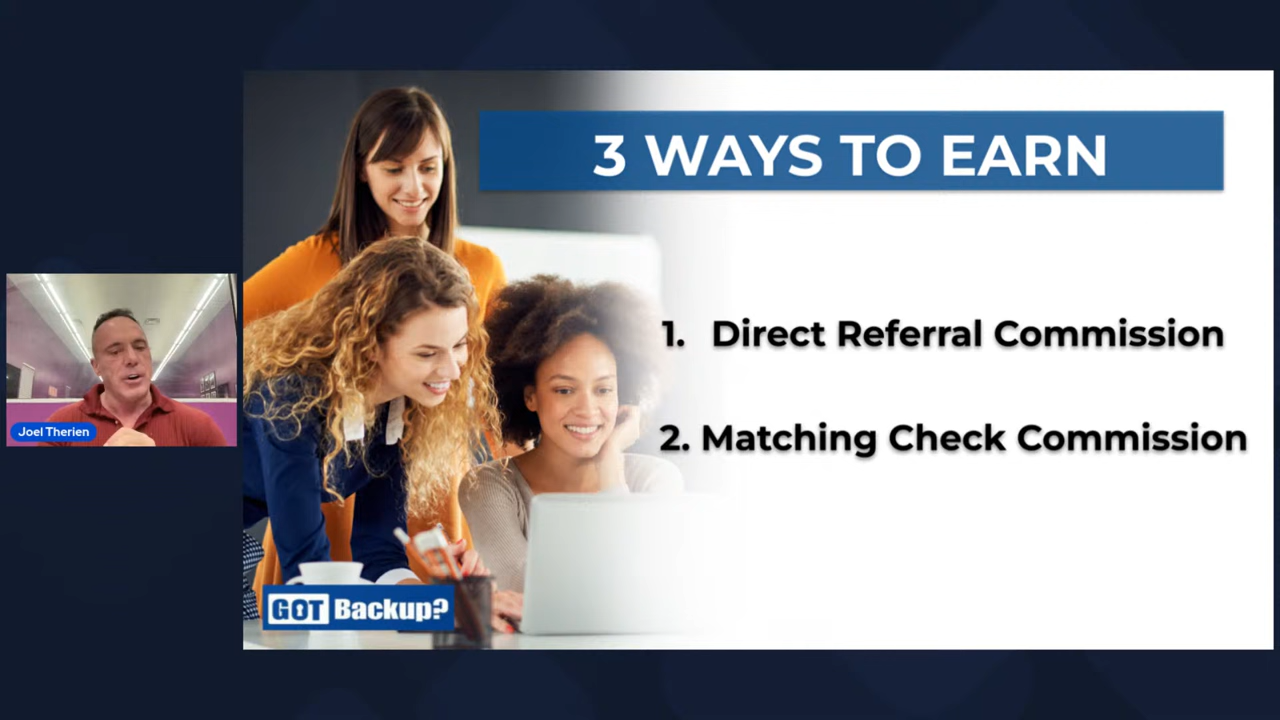 3 WAYS TO EARN
1. Direct Referral Commission
2. Matching Check Commission
Joel Therien
GOT Backup?